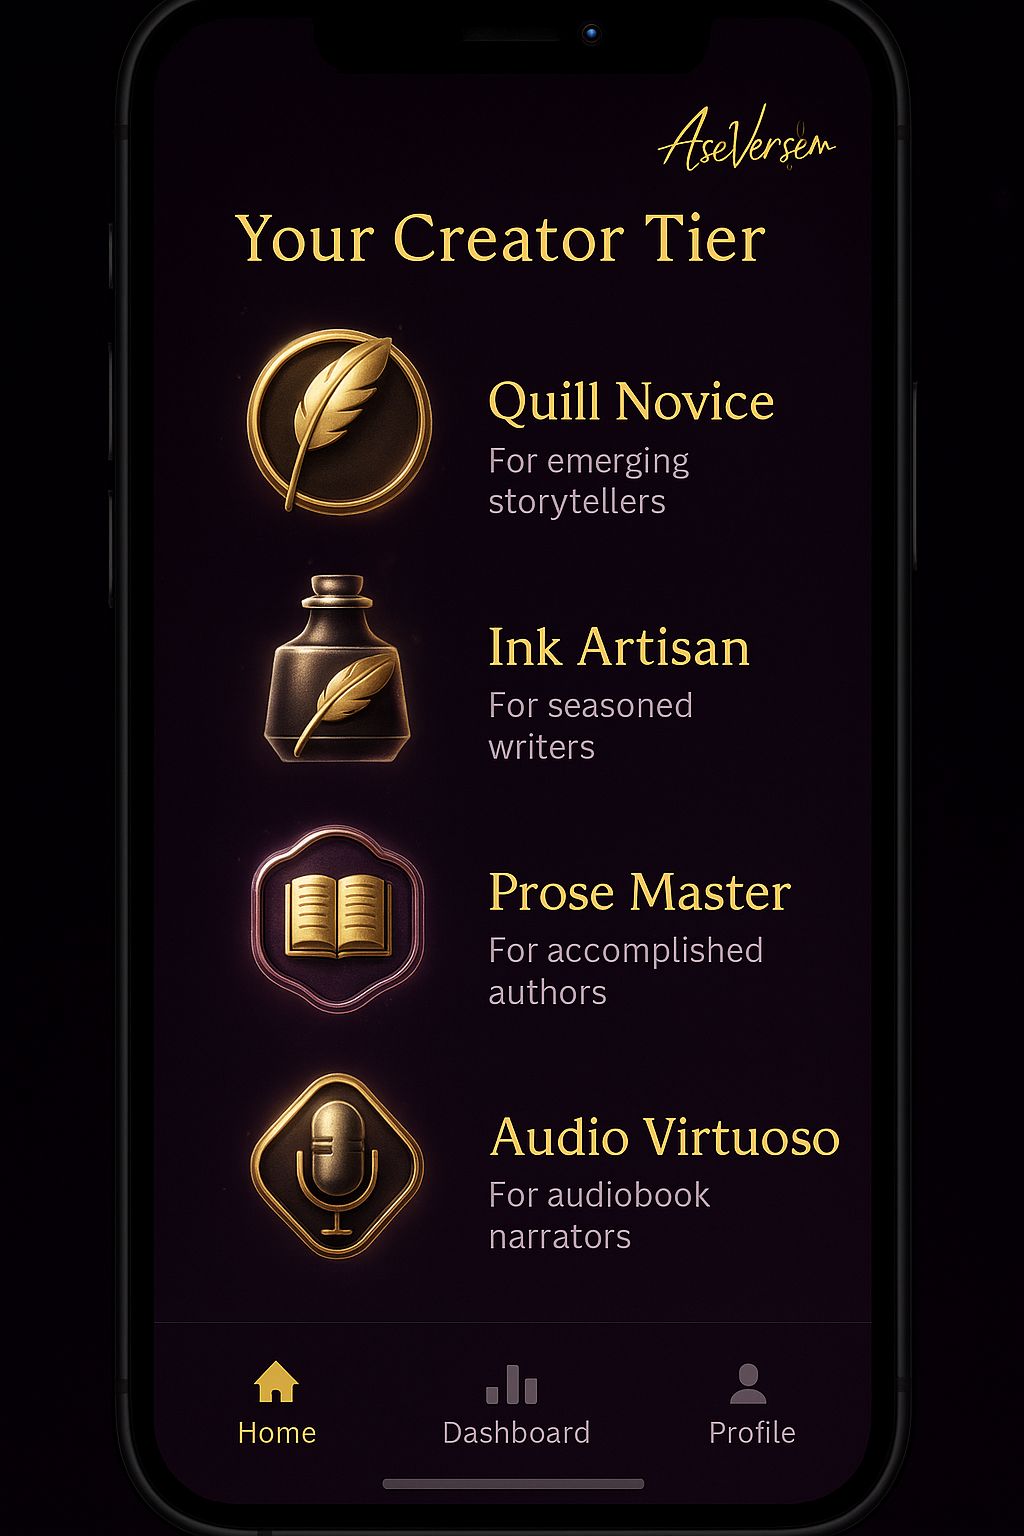 AseVersem
Your Creator Tier
Quill Novice
For emerging
storytellers
Ink Artisan
For seasoned
writers
Prose Master
For accomplished
authors
Audio Virtuoso
For audiobook
narrators
Home
Dashboard
Profile